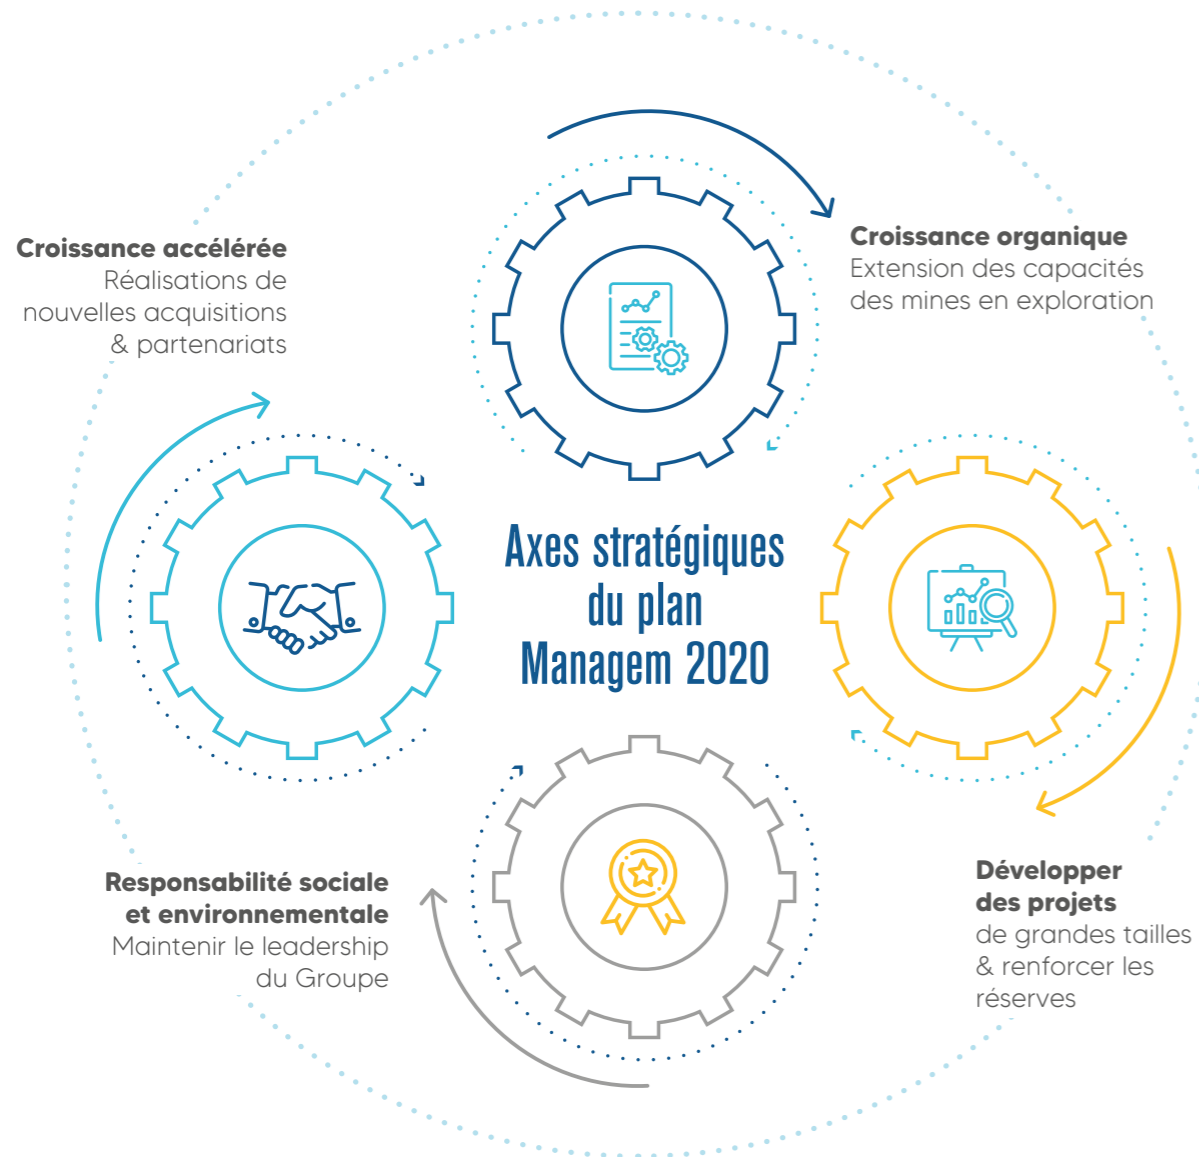 Croissance accélérée
Réalisations de
nouvelles acquisitions
& partenariats
Croissance organique
Extension des capacités
des mines en exploration
Axes stratégiques
du plan
Managem 2020
Responsabilité sociale
et environnementale
Maintenir le leadership
du Groupe
Développer
des projets
de grandes tailles
& renforcer les
réserves